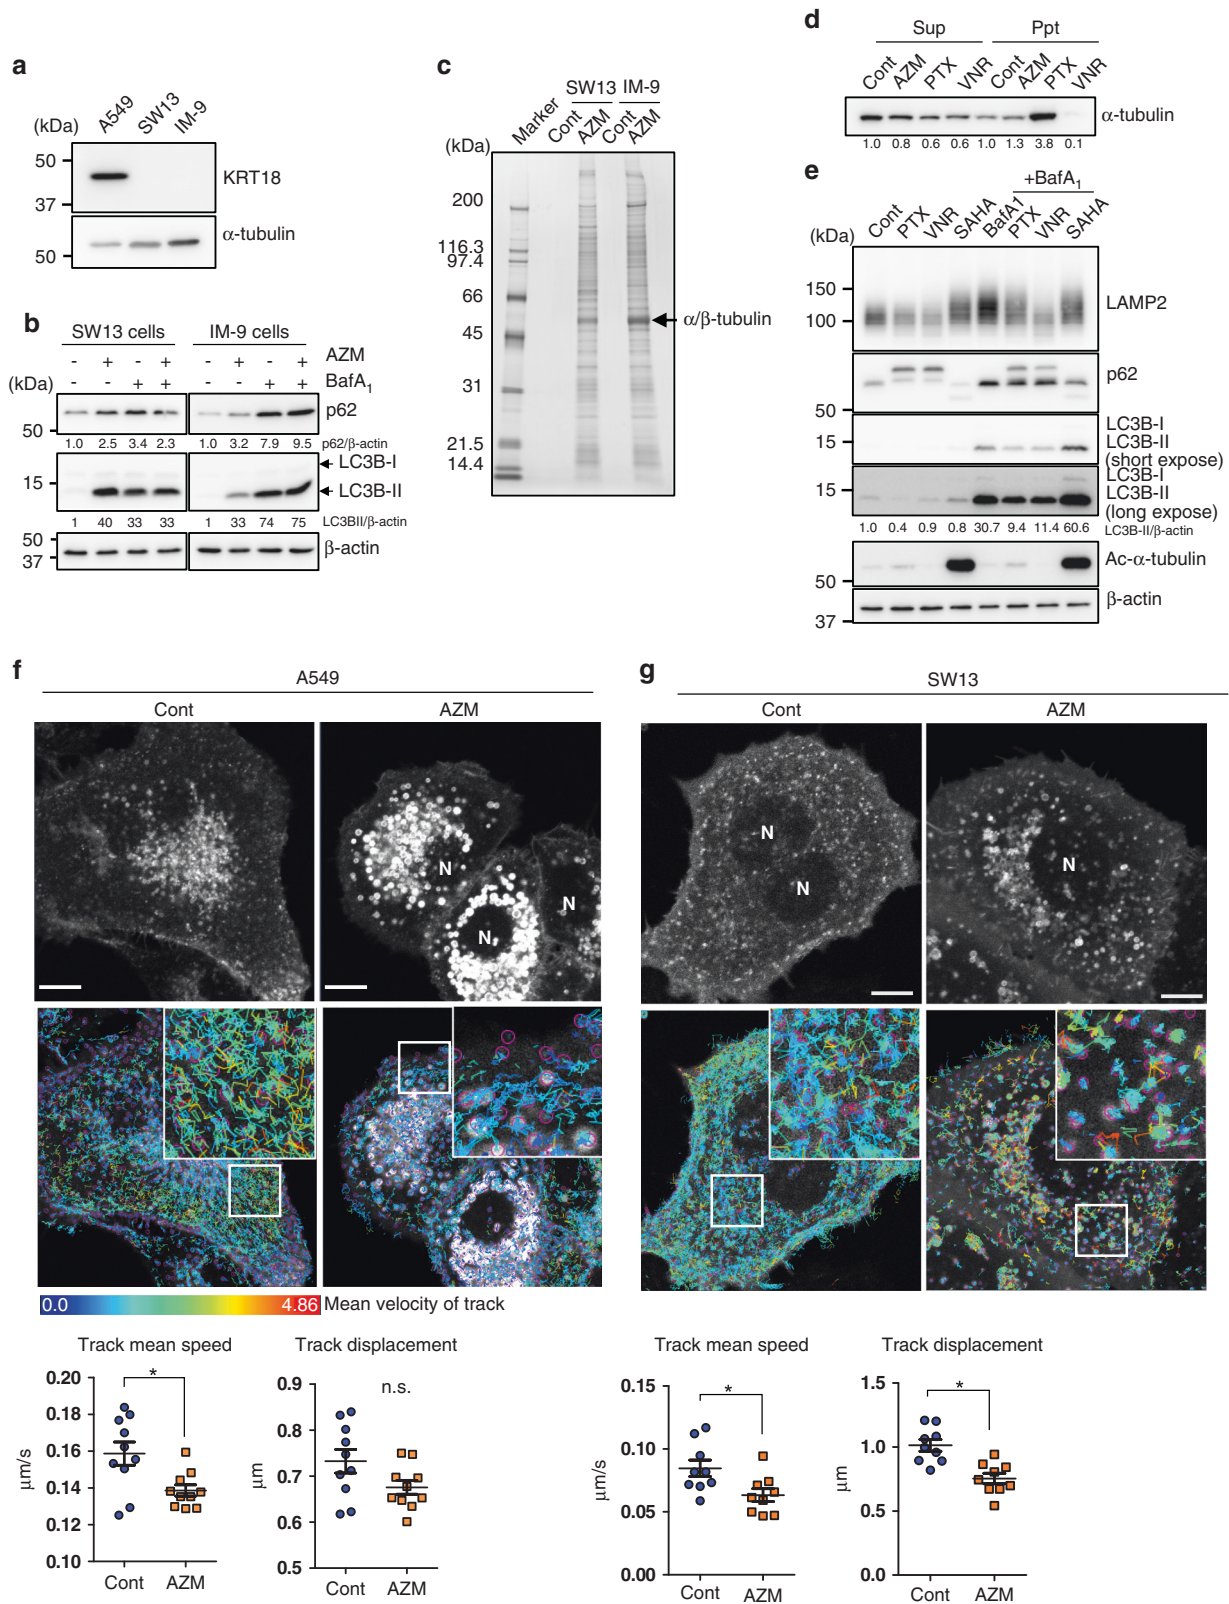 a
A549 SW13 IM-9
(kDa)
50
37
KRT18
α-tubulin
50
b
SW13 cells IM-9 cells
- + - + - + - + AZM
(kDa) - - + + - - + + BafA1
p62
50
1.0 2.5 3.4 2.3 1.0 3.2 7.9 9.5 p62/β-actin
LC3B-I
15
LC3B-II
1 40 33 33 1 33 74 75 LC3BII/β-actin
50
37
β-actin
c
SW13 IM-9
Marker Cont AZM Cont AZM
(kDa)
200
116.3
97.4
66
α/β-tubulin
45
31
21.5
14.4
d
Sup Ppt
Cont AZM PTX VNR Cont AZM PTX VNR
α-tubulin
1.0 0.8 0.6 0.6 1.0 1.3 3.8 0.1
e
+BafA1
Cont PTX VNR SAHA BafA1 PTX VNR SAHA
(kDa)
150
100
LAMP2
p62
50
LC3B-I
15
LC3B-II
(short expose)
LC3B-I
15
LC3B-II
(long expose)
1.0 0.4 0.9 0.8 30.7 9.4 11.4 60.6 LC3B-II/β-actin
Ac-α-tubulin
50
β-actin
37
f
A549
Cont AZM
N
N
N
0.0 4.86 Mean velocity of track
Track mean speed
0.20
0.18
0.16
0.14
0.12
0.10
μm/s
*
Cont AZM
Track displacement
0.9
0.8
0.7
0.6
0.5
μm
n.s.
Cont AZM
g
SW13
Cont AZM
N
N
N
Track mean speed
0.15
0.10
0.05
0.00
μm/s
*
Cont AZM
Track displacement
1.5
1.0
0.5
0.0
μm
*
Cont AZM